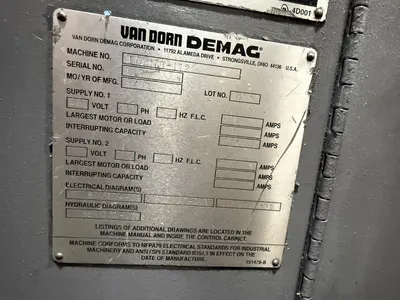 4D001
VAN DORN DEMAG
VAN DORN DEMAG CORPORATION • 11792 ALAMEDA DRIVE • STRONGSVILLE, OHIO 44136 U.S.A.
MACHINE NO.
SERIAL NO.
MO/YR OF MFG. LOT NO.
SUPPLY NO. 1
VOLT PH HZ F.L.C. AMPS
LARGEST MOTOR OR LOAD AMPS
INTERRUPTING CAPACITY AMPS
SUPPLY NO. 2
VOLT PH HZ F.L.C. AMPS
LARGEST MOTOR OR LOAD AMPS
INTERRUPTING CAPACITY AMPS
ELECTRICAL DIAGRAM(S)
HYDRAULIC DIAGRAM(S)
LISTINGS OF ADDITIONAL DRAWINGS ARE LOCATED IN THE
MACHINE MANUAL AND INSIDE THE CONTROL CABINET.
MACHINE CONFORMS TO NFPA79 ELECTRICAL STANDARDS FOR INDUSTRIAL
MACHINERY AND ANSI/SPI STANDARD B151.1 IN EFFECT ON THE
DATE OF MANUFACTURE.